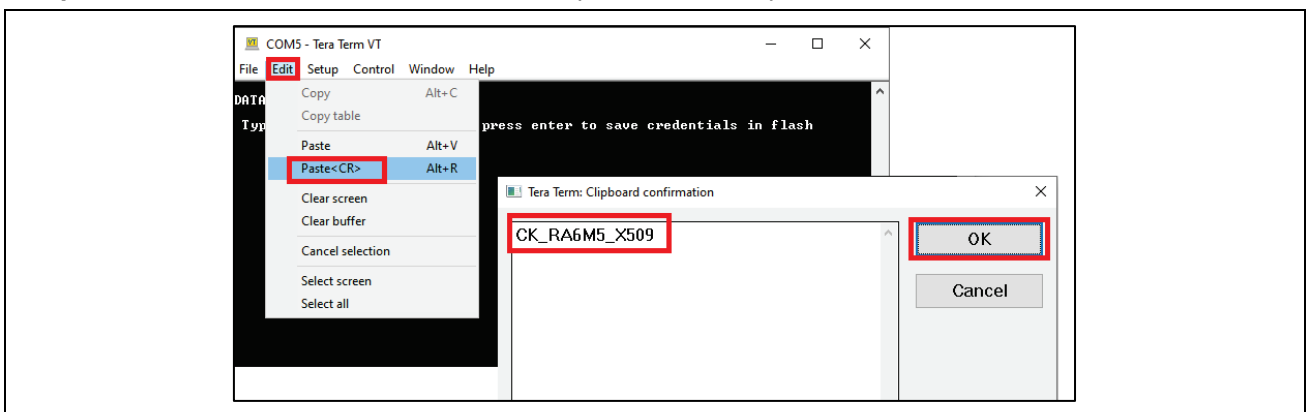 COM5 - Tera Term VT
File Edit Setup Control Window Help
DATA
Typ press enter to save credentials in flash
Copy Alt+C
Copy table
Paste Alt+V
Paste<CR> Alt+R
Clear screen
Clear buffer
Cancel selection
Select screen
Select all
Tera Term: Clipboard confirmation
CK_RA6M5_X509
OK
Cancel